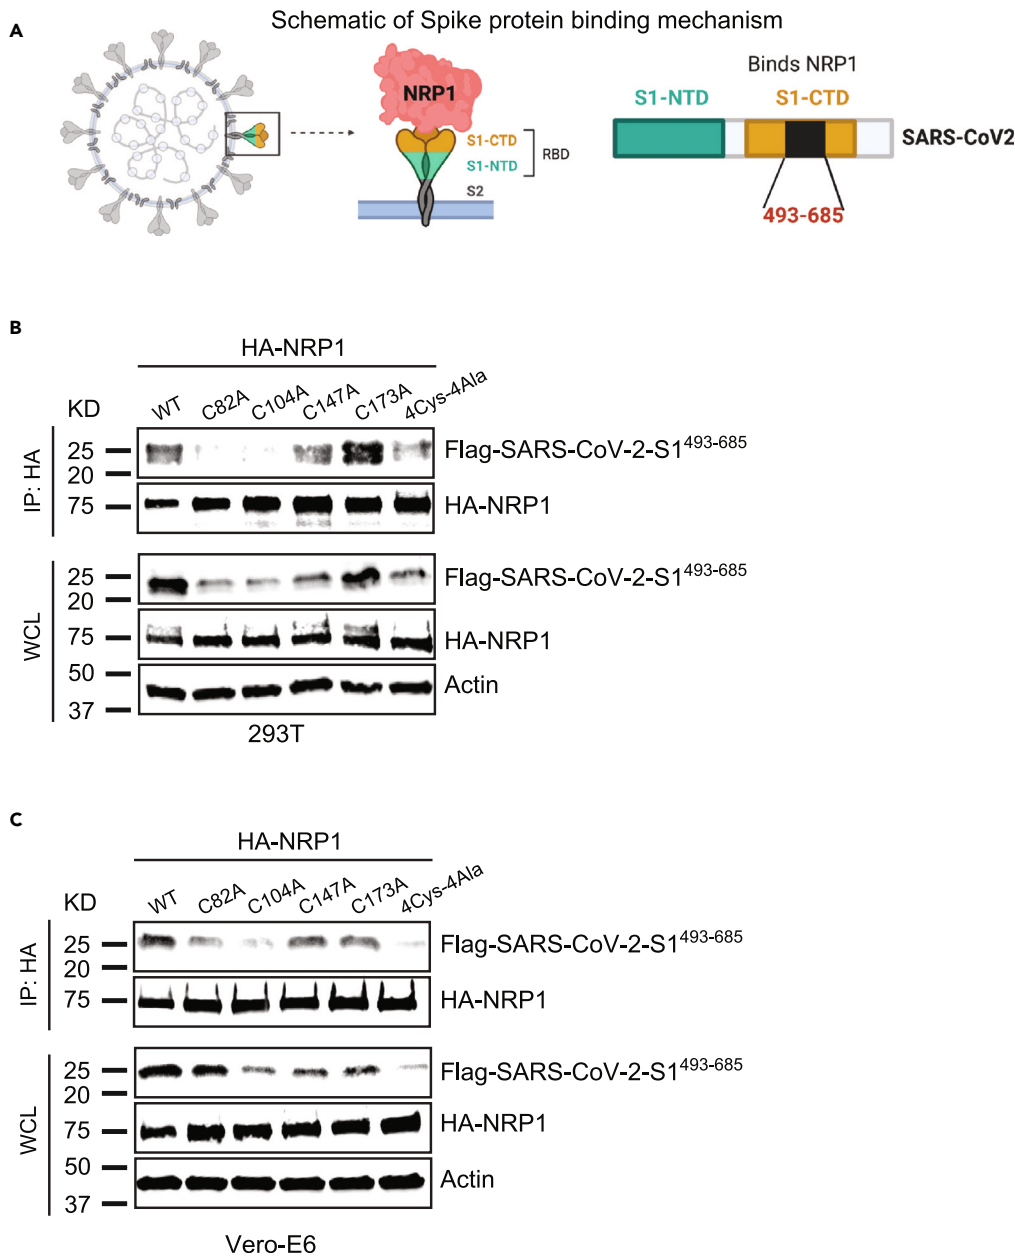 A
Schematic of Spike protein binding mechanism
NRP1
S1-CTD
S1-NTD
RBD
S2
Binds NRP1
S1-NTD
S1-CTD
SARS-CoV2
493-685
B
HA-NRP1
KD
WT
C82A
C104A
C147A
C173A
4Cys-4Ala
IP: HA
25
20
Flag-SARS-CoV-2-S1493-685
75
HA-NRP1
WCL
25
20
Flag-SARS-CoV-2-S1493-685
75
HA-NRP1
50
37
Actin
293T
C
HA-NRP1
KD
WT
C82A
C104A
C147A
C173A
4Cys-4Ala
IP: HA
25
20
Flag-SARS-CoV-2-S1493-685
75
HA-NRP1
WCL
25
20
Flag-SARS-CoV-2-S1493-685
75
HA-NRP1
50
37
Actin
Vero-E6